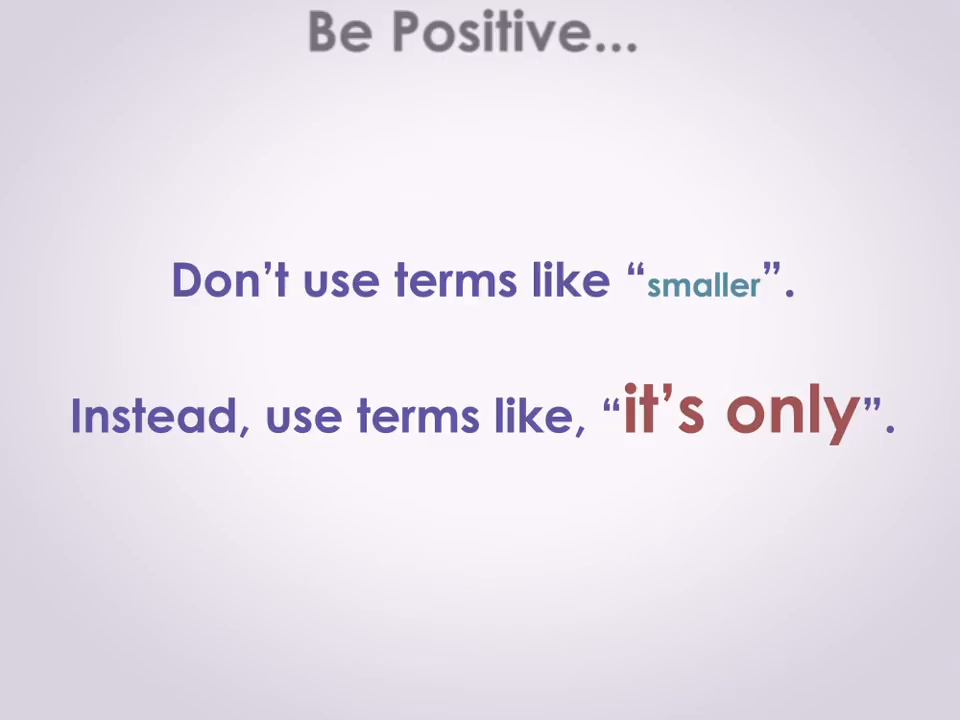 Be Positive...
Don’t use terms like “smaller”.
Instead, use terms like, “it’s only”.